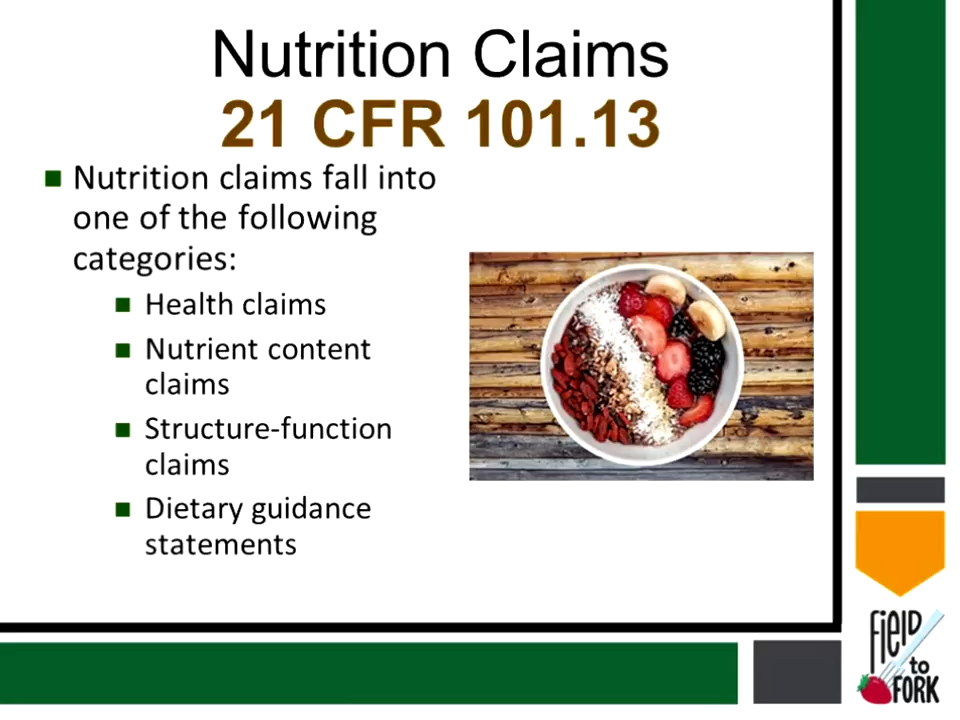 Nutrition Claims
21 CFR 101.13
Nutrition claims fall into
one of the following
categories:
Health claims
Nutrient content
claims
Structure-function
claims
Dietary guidance
statements
FIELD
to
FORK